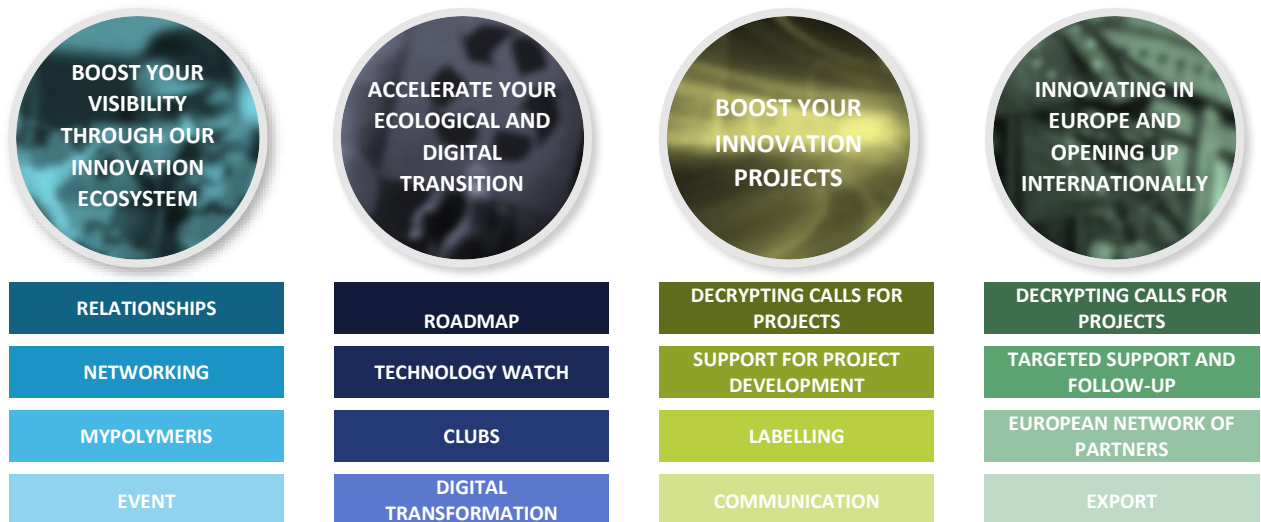 BOOST YOUR
VISIBILITY
THROUGH OUR
INNOVATION
ECOSYSTEM
RELATIONSHIPS
NETWORKING
MYPOLYMERIS
EVENT
ACCELERATE YOUR
ECOLOGICAL AND
DIGITAL
TRANSITION
ROADMAP
TECHNOLOGY WATCH
CLUBS
DIGITAL
TRANSFORMATION
BOOST YOUR
INNOVATION
PROJECTS
DECRYPTING CALLS FOR
PROJECTS
SUPPORT FOR PROJECT
DEVELOPMENT
LABELLING
COMMUNICATION
INNOVATING IN
EUROPE AND
OPENING UP
INTERNATIONALLY
DECRYPTING CALLS FOR
PROJECTS
TARGETED SUPPORT AND
FOLLOW-UP
EUROPEAN NETWORK OF
PARTNERS
EXPORT